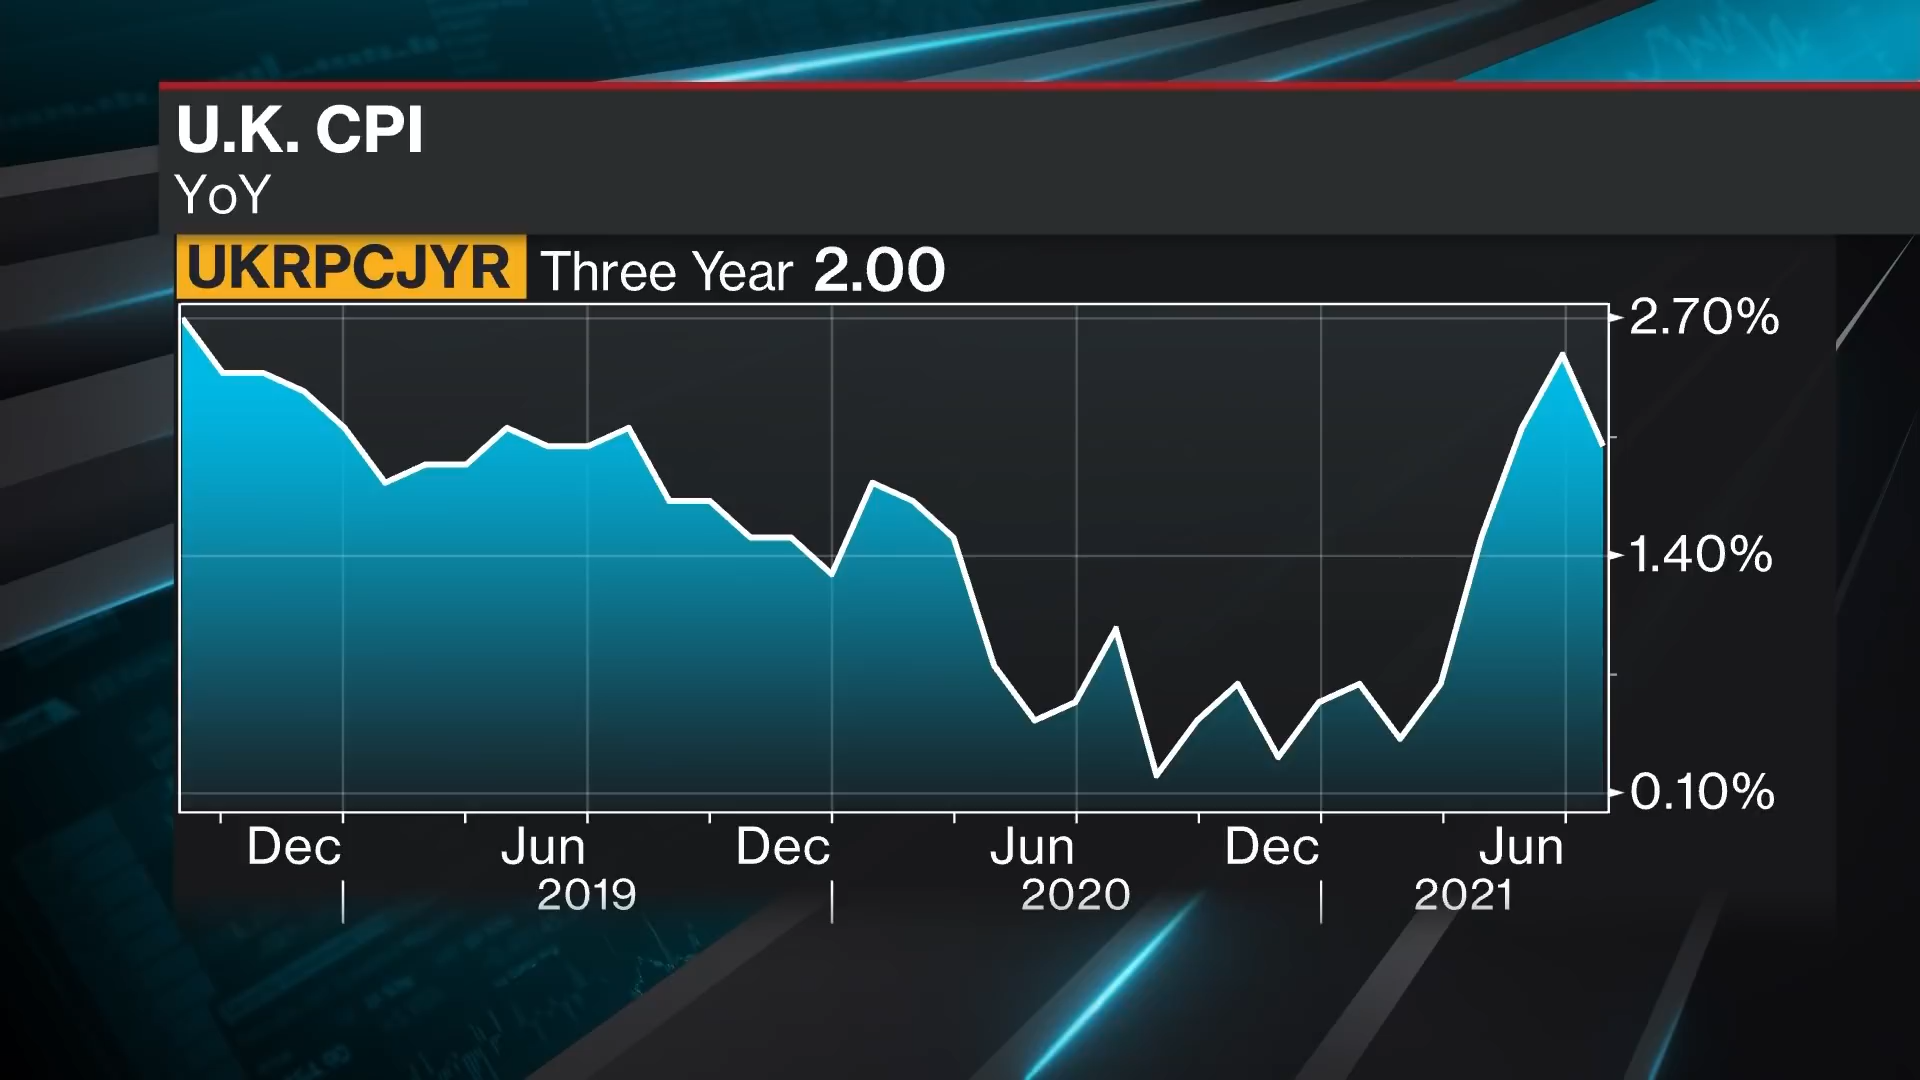 U.K. CPI
YoY
UKRPCJYR Three Year 2.00
2.70%
1.40%
0.10%
Dec Jun Dec Jun Dec Jun
2019 2020 2021